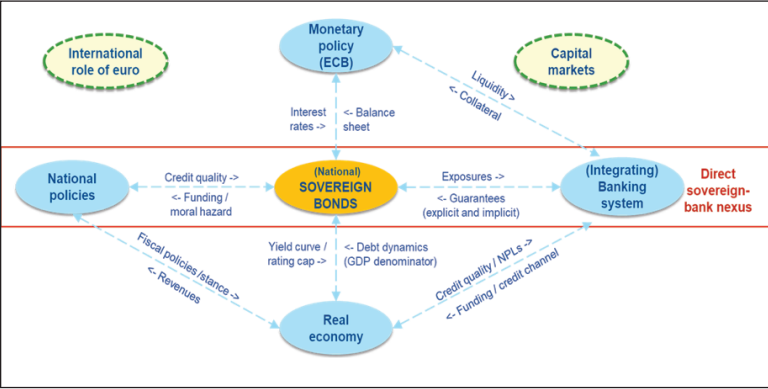 International
role of euro
Monetary
policy
(ECB)
Capital
markets
Liquidity >
<- Collateral
Interest
rates ->
<- Balance
sheet
National
policies
Credit quality ->
<- Funding /
moral hazard
(National)
SOVEREIGN
BONDS
Exposures ->
<- Guarantees
(explicit and implicit)
(Integrating)
Banking
system
Direct
sovereign-
bank nexus
Fiscal policies /stance ->
<- Revenues
Yield curve /
rating cap ->
<- Debt dynamics
(GDP denominator)
Credit quality / NPLs ->
<- Funding / credit channel
Real
economy